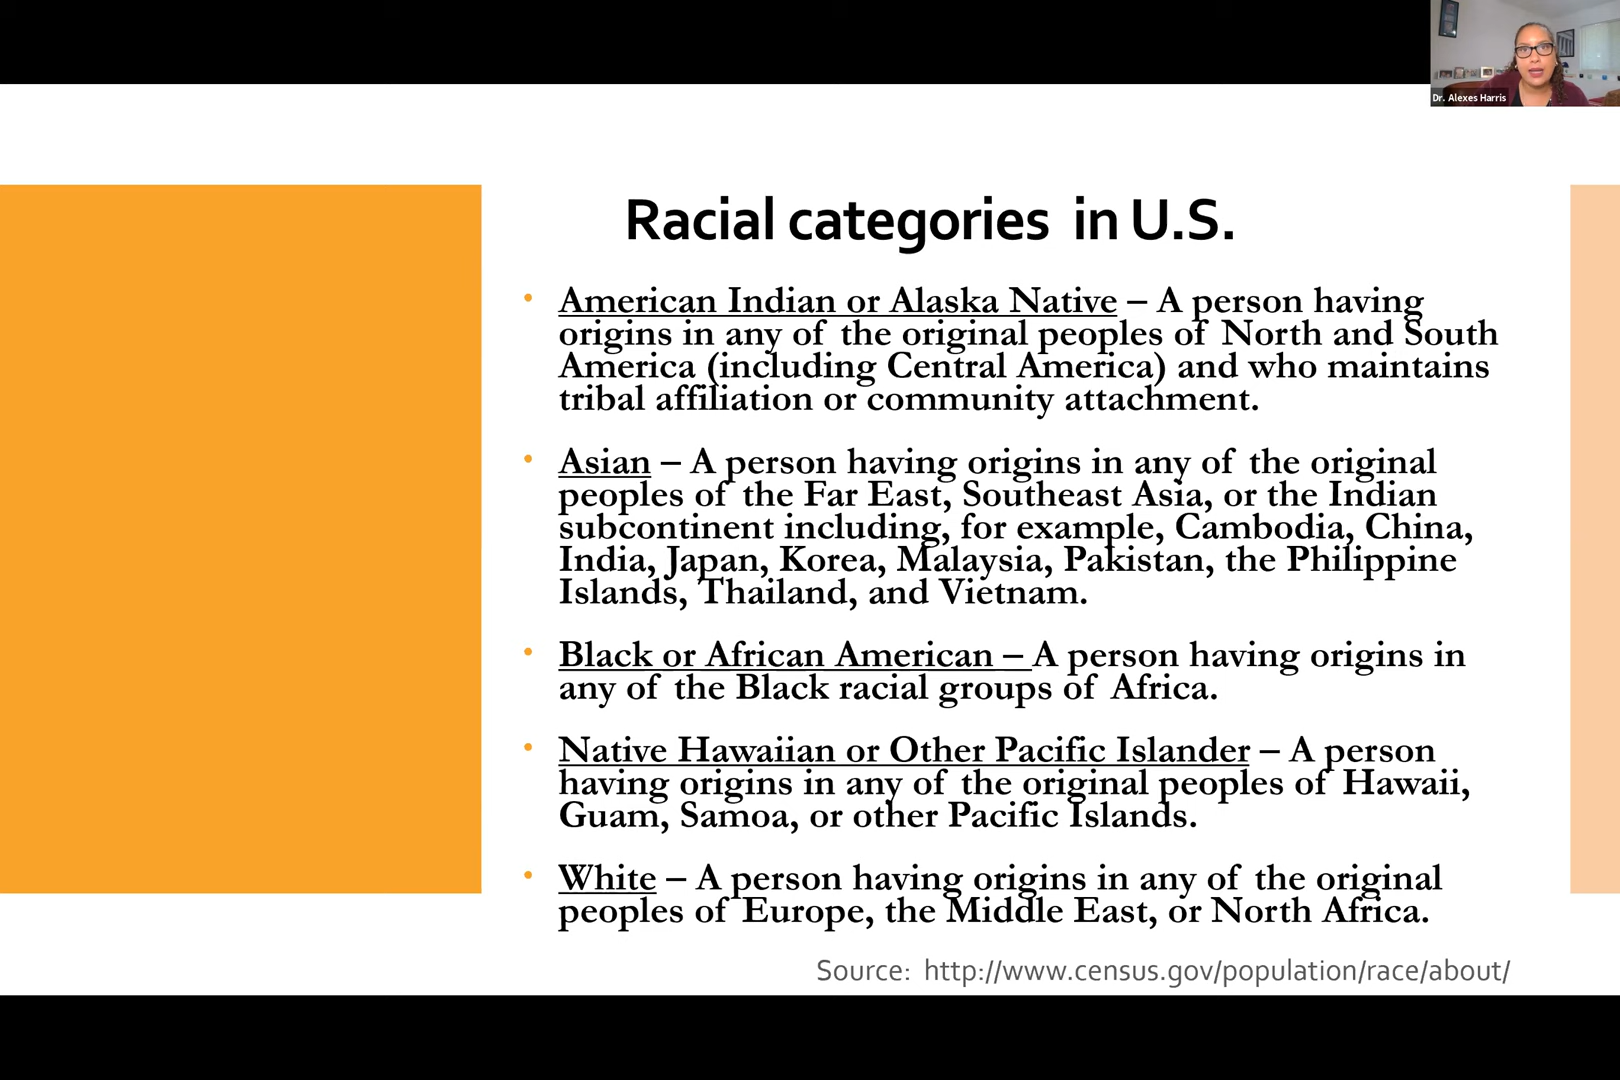 Dr. Alexes Harris
Racial categories in U.S.
• American Indian or Alaska Native – A person having
origins in any of the original peoples of North and South
America (including Central America) and who maintains
tribal affiliation or community attachment.
• Asian – A person having origins in any of the original
peoples of the Far East, Southeast Asia, or the Indian
subcontinent including, for example, Cambodia, China,
India, Japan, Korea, Malaysia, Pakistan, the Philippine
Islands, Thailand, and Vietnam.
• Black or African American – A person having origins in
any of the Black racial groups of Africa.
• Native Hawaiian or Other Pacific Islander – A person
having origins in any of the original peoples of Hawaii,
Guam, Samoa, or other Pacific Islands.
• White – A person having origins in any of the original
peoples of Europe, the Middle East, or North Africa.
Source: http://www.census.gov/population/race/about/